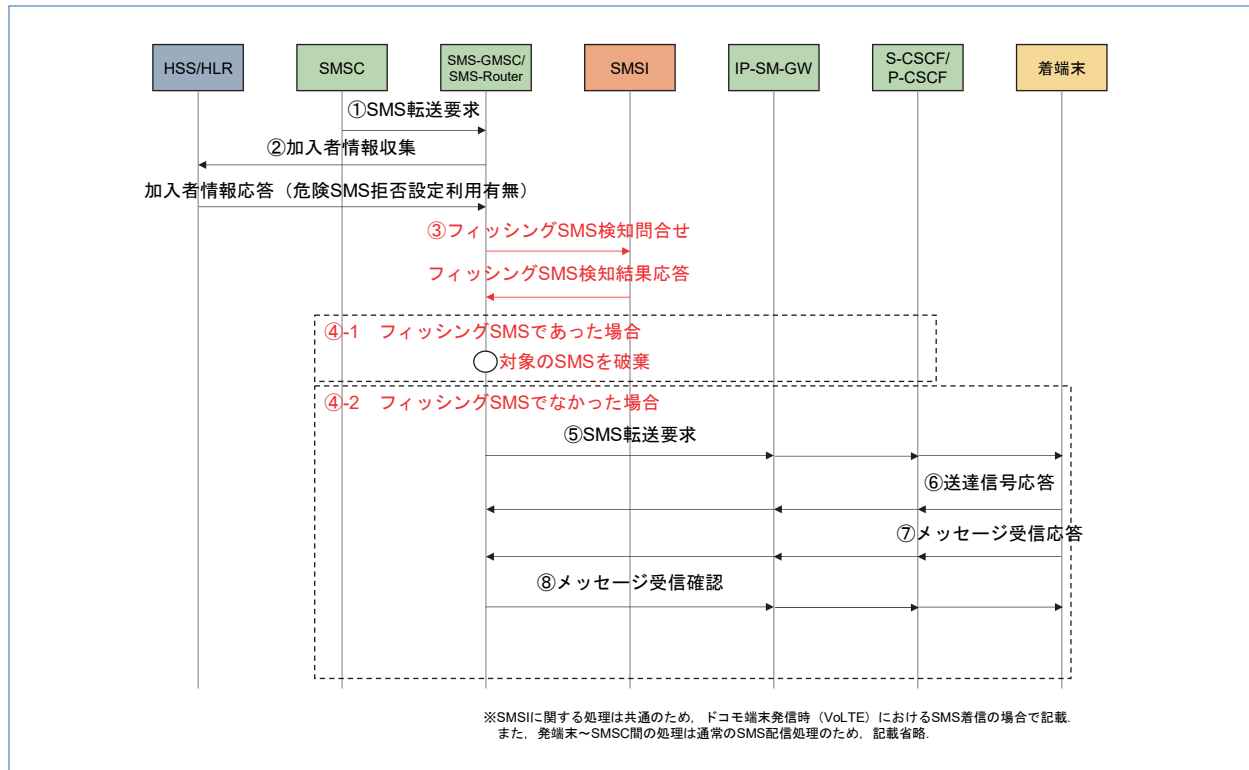 HSS/HLR
SMSC
SMS-GMSC/
SMS-Router
SMSI
IP-SM-GW
S-CSCF/
P-CSCF
着端末
①SMS転送要求
②加入者情報収集
加入者情報応答（危険SMS拒否設定利用有無）
③フィッシングSMS検知問合せ
フィッシングSMS検知結果応答
④-1　フィッシングSMSであった場合
対象のSMSを破棄
④-2　フィッシングSMSでなかった場合
⑤SMS転送要求
⑥送達信号応答
⑦メッセージ受信応答
⑧メッセージ受信確認
※SMSIに関する処理は共通のため，ドコモ端末発信時（VoLTE）におけるSMS着信の場合で記載．
また，発端末～SMSC間の処理は通常のSMS配信処理のため，記載省略．